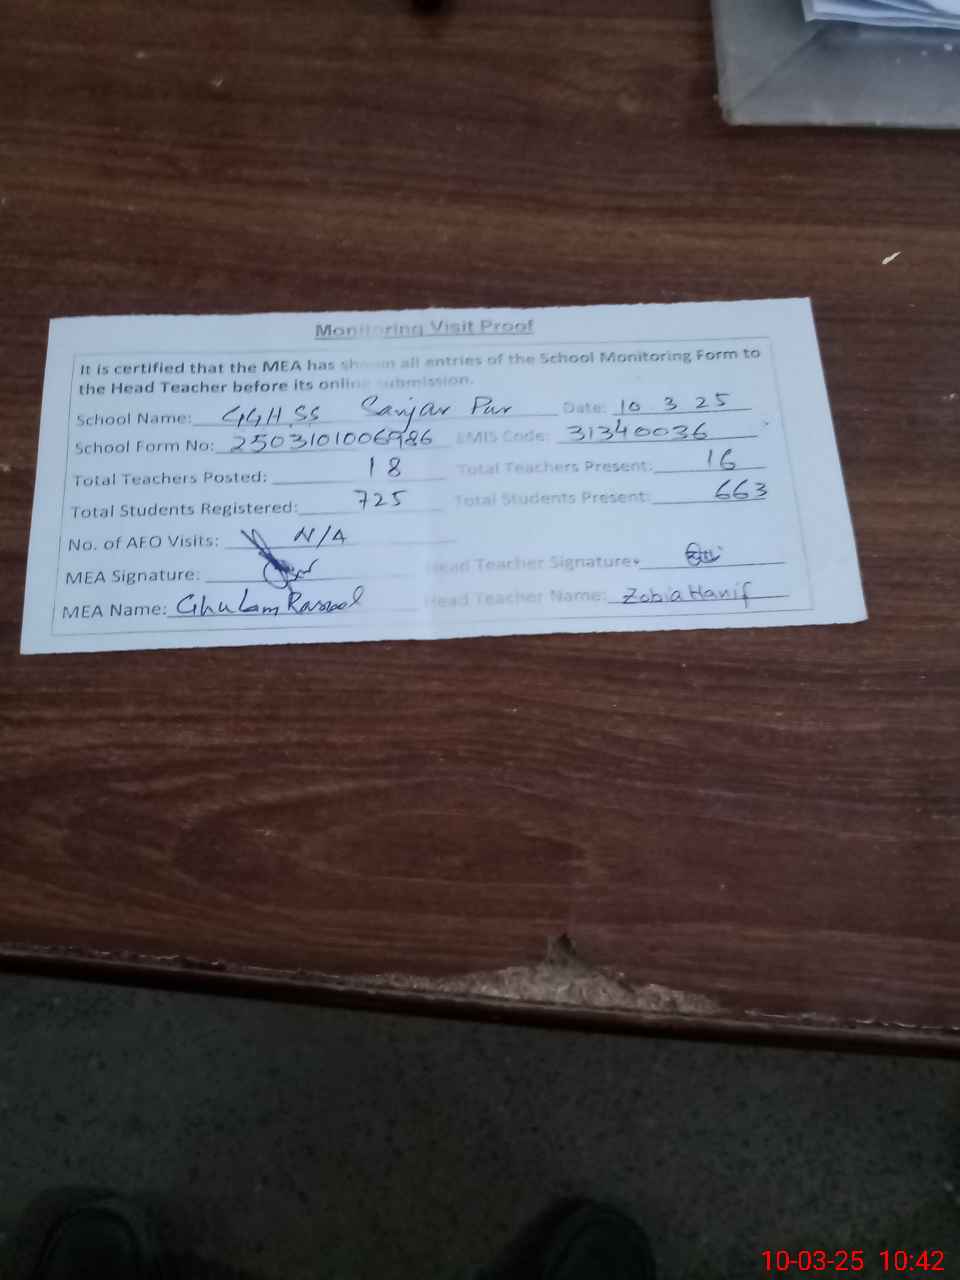 Monitoring Visit Proof
It is certified that the MEA has shown all entries of the School Monitoring Form to
the Head Teacher before its online submission.
School Name: GGHSS Sanjar Pur Date: 10 3 25
School Form No: 2503101006986 EMIS Code: 31340036
Total Teachers Posted: 18 Total Teachers Present: 16
Total Students Registered: 725 Total Students Present: 663
No. of AEO Visits: N/A
MEA Signature: Head Teacher Signature:
MEA Name: Ghulam Rasool Head Teacher Name: Zobia Hanif
10-03-25 10:42